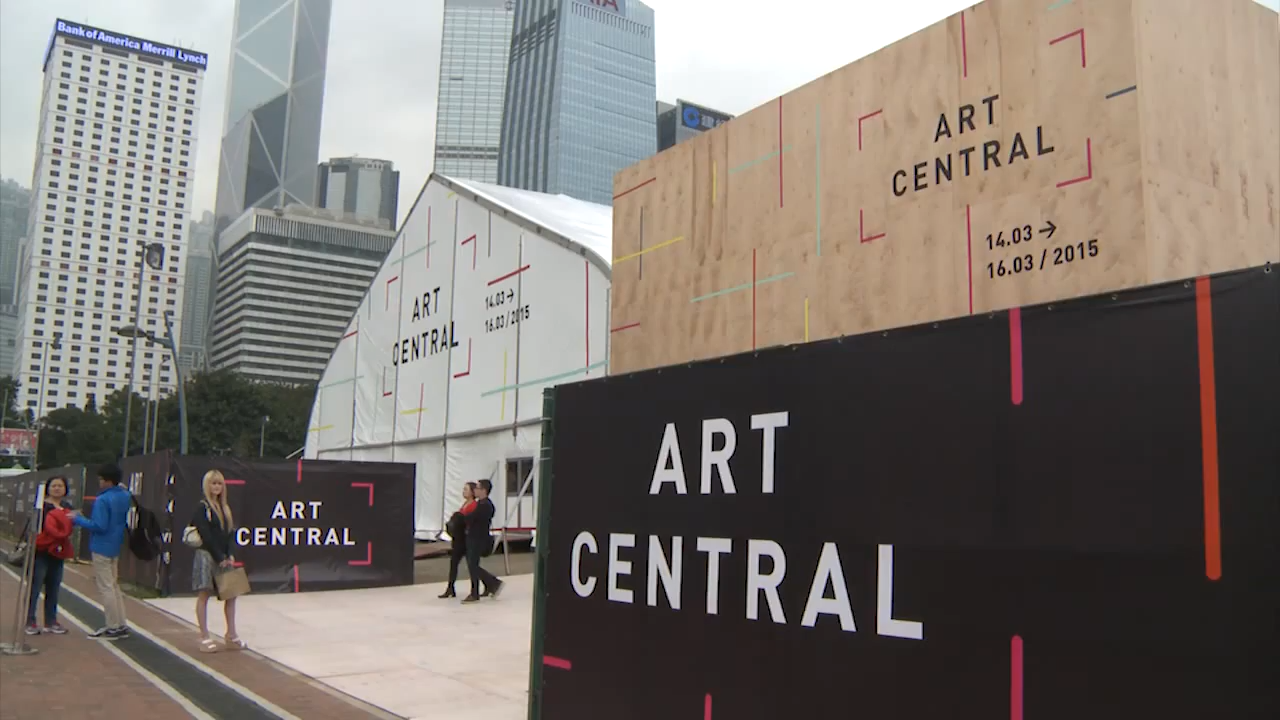 Bank of America Merrill Lynch
ART
CENTRAL
14.03→
16.03 / 2015
ART
CENTRAL
14.03→
16.03 / 2015
ART
CENTRAL
ART
CENTRAL